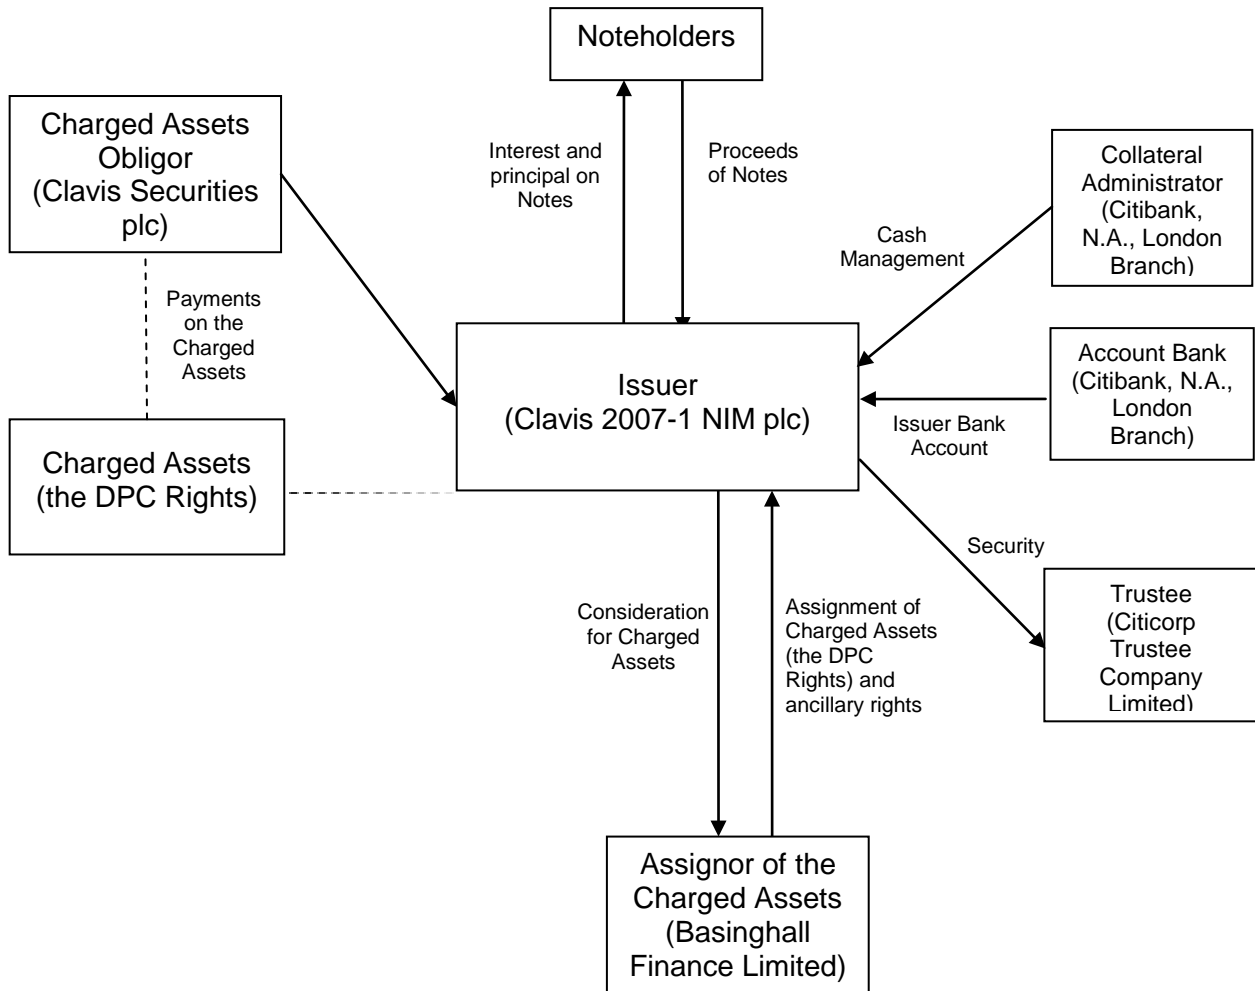 Noteholders
Charged Assets
Obligor
(Clavis Securities
plc)
Interest and
principal on
Notes
Proceeds
of Notes
Collateral
Administrator
(Citibank,
N.A., London
Branch)
Cash
Management
Payments
on the
Charged
Assets
Issuer
(Clavis 2007-1 NIM plc)
Account Bank
(Citibank, N.A.,
London
Branch)
Issuer Bank
Account
Charged Assets
(the DPC Rights)
Security
Consideration
for Charged
Assets
Assignment of
Charged Assets
(the DPC
Rights) and
ancillary rights
Trustee
(Citicorp
Trustee
Company
Limited)
Assignor of the
Charged Assets
(Basinghall
Finance Limited)